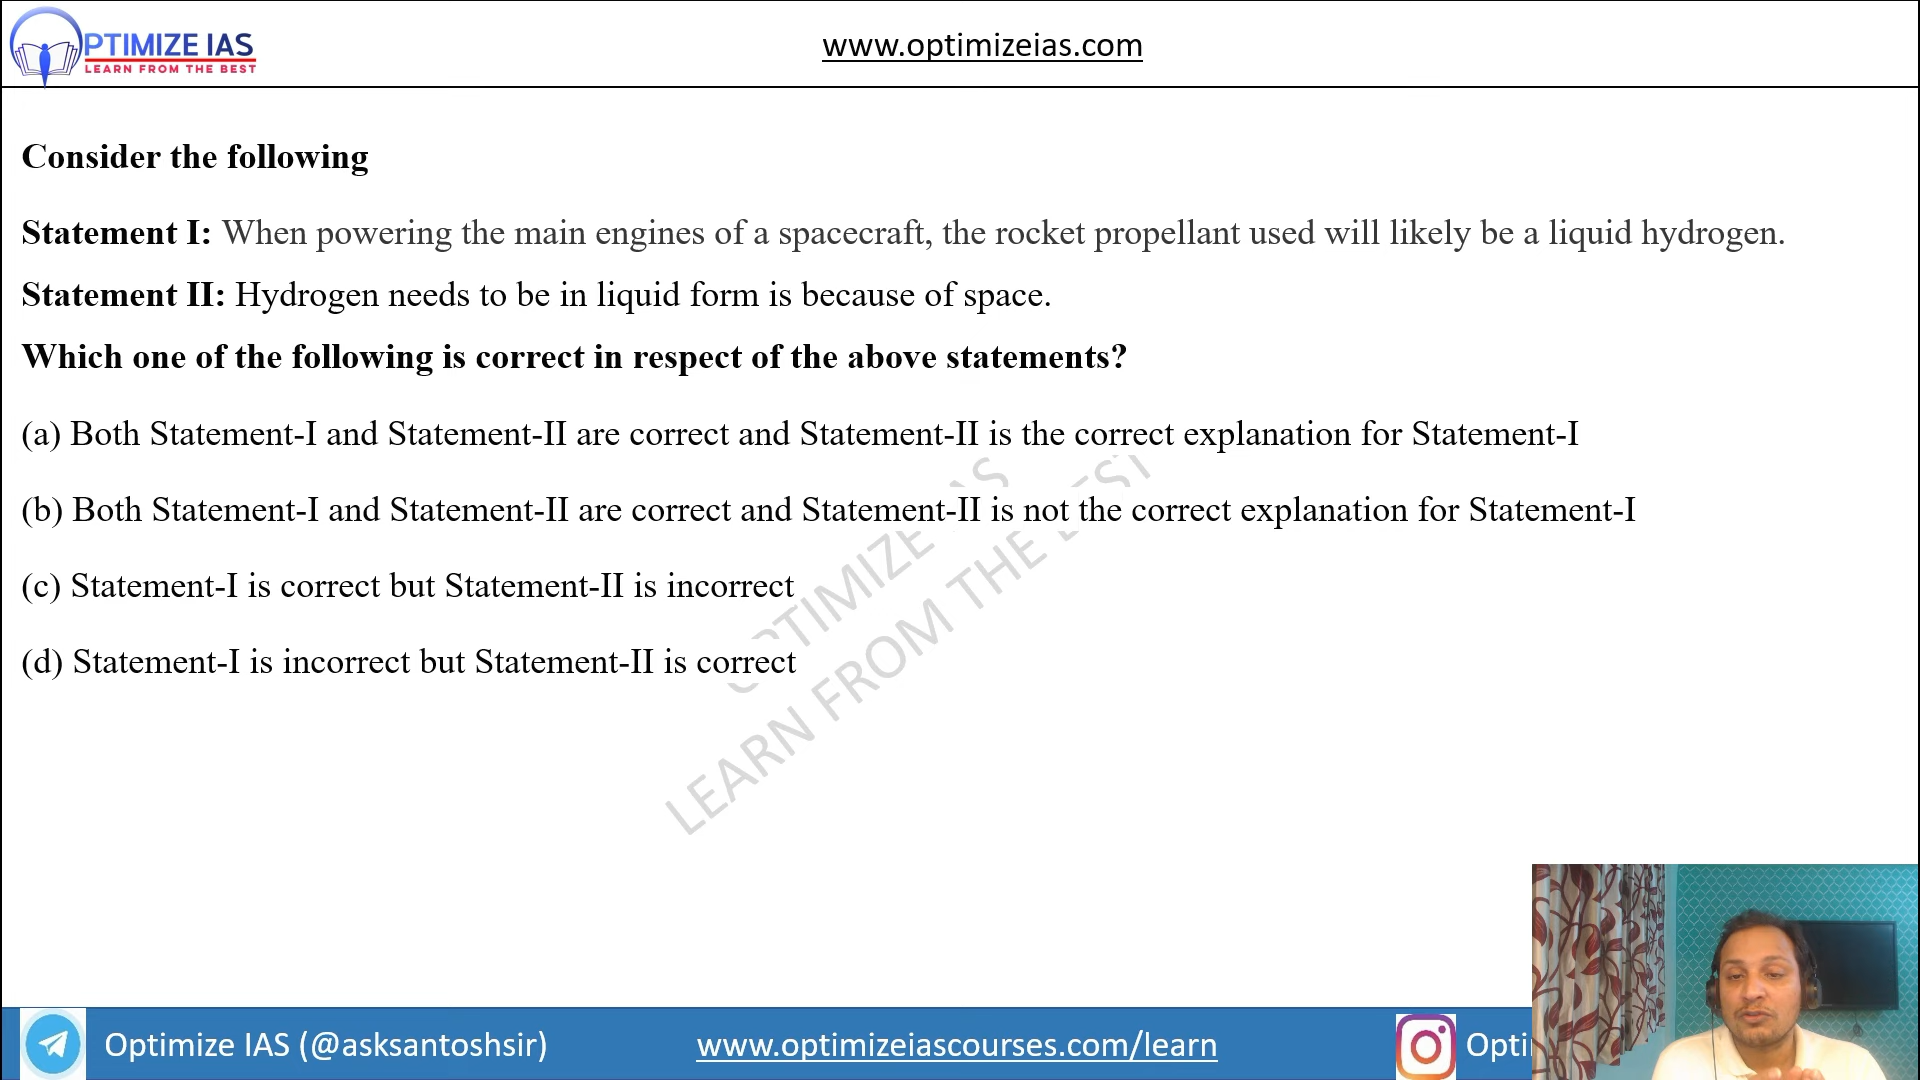 PTIMIZE IAS
LEARN FROM THE BEST
www.optimizeias.com
Consider the following
Statement I: When powering the main engines of a spacecraft, the rocket propellant used will likely be a liquid hydrogen.
Statement II: Hydrogen needs to be in liquid form is because of space.
Which one of the following is correct in respect of the above statements?
(a) Both Statement-I and Statement-II are correct and Statement-II is the correct explanation for Statement-I
(b) Both Statement-I and Statement-II are correct and Statement-II is not the correct explanation for Statement-I
(c) Statement-I is correct but Statement-II is incorrect
(d) Statement-I is incorrect but Statement-II is correct
OPTIMIZE IAS
LEARN FROM THE BEST
Optimize IAS (@asksantoshsir)
www.optimizeiascourses.com/learn
Opti